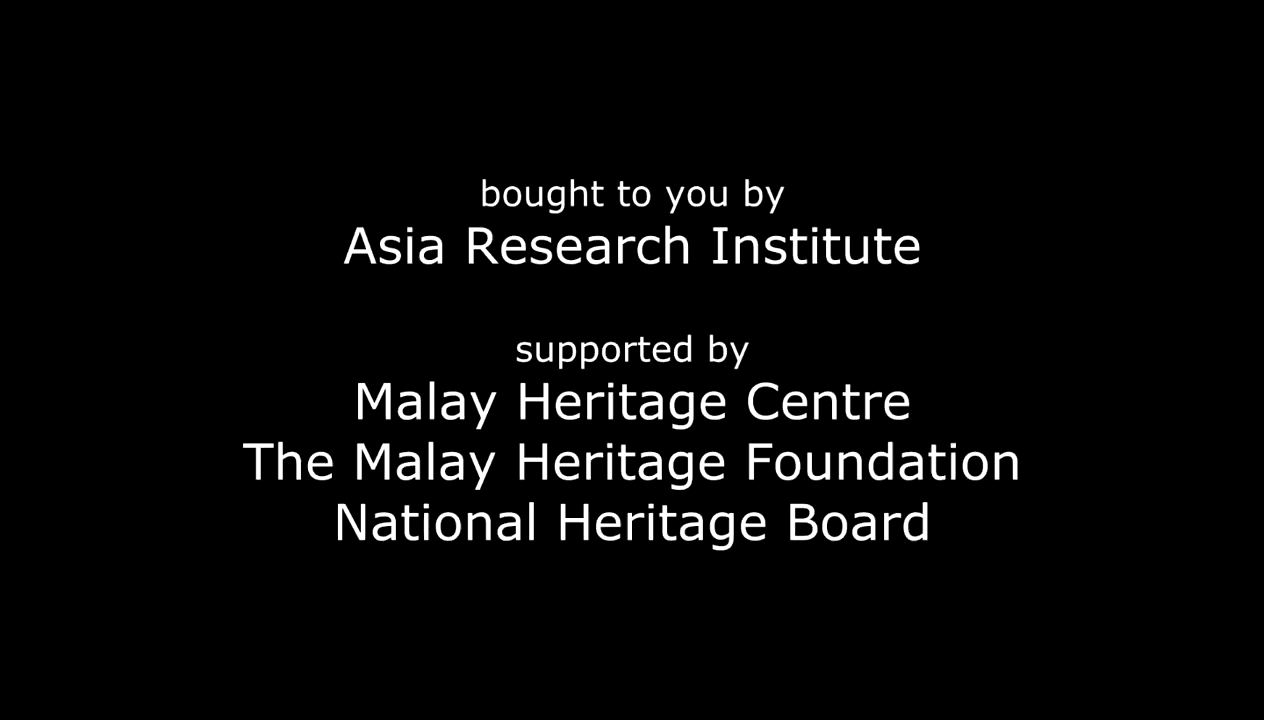 bought to you by
Asia Research Institute
supported by
Malay Heritage Centre
The Malay Heritage Foundation
National Heritage Board